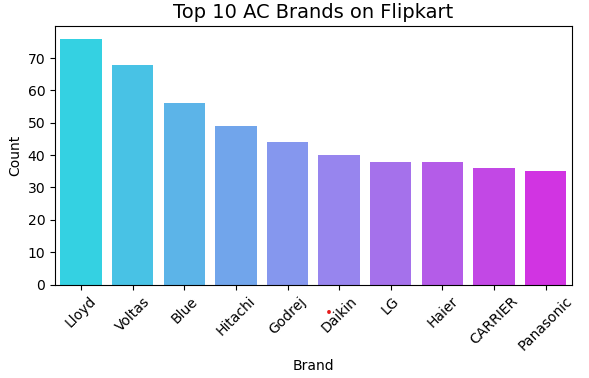 Top 10 AC Brands on Flipkart
Count
70
60
50
40
30
20
10
0
Lloyd
Voltas
Blue
Hitachi
Godrej
Daikin
LG
Haier
CARRIER
Panasonic
Brand